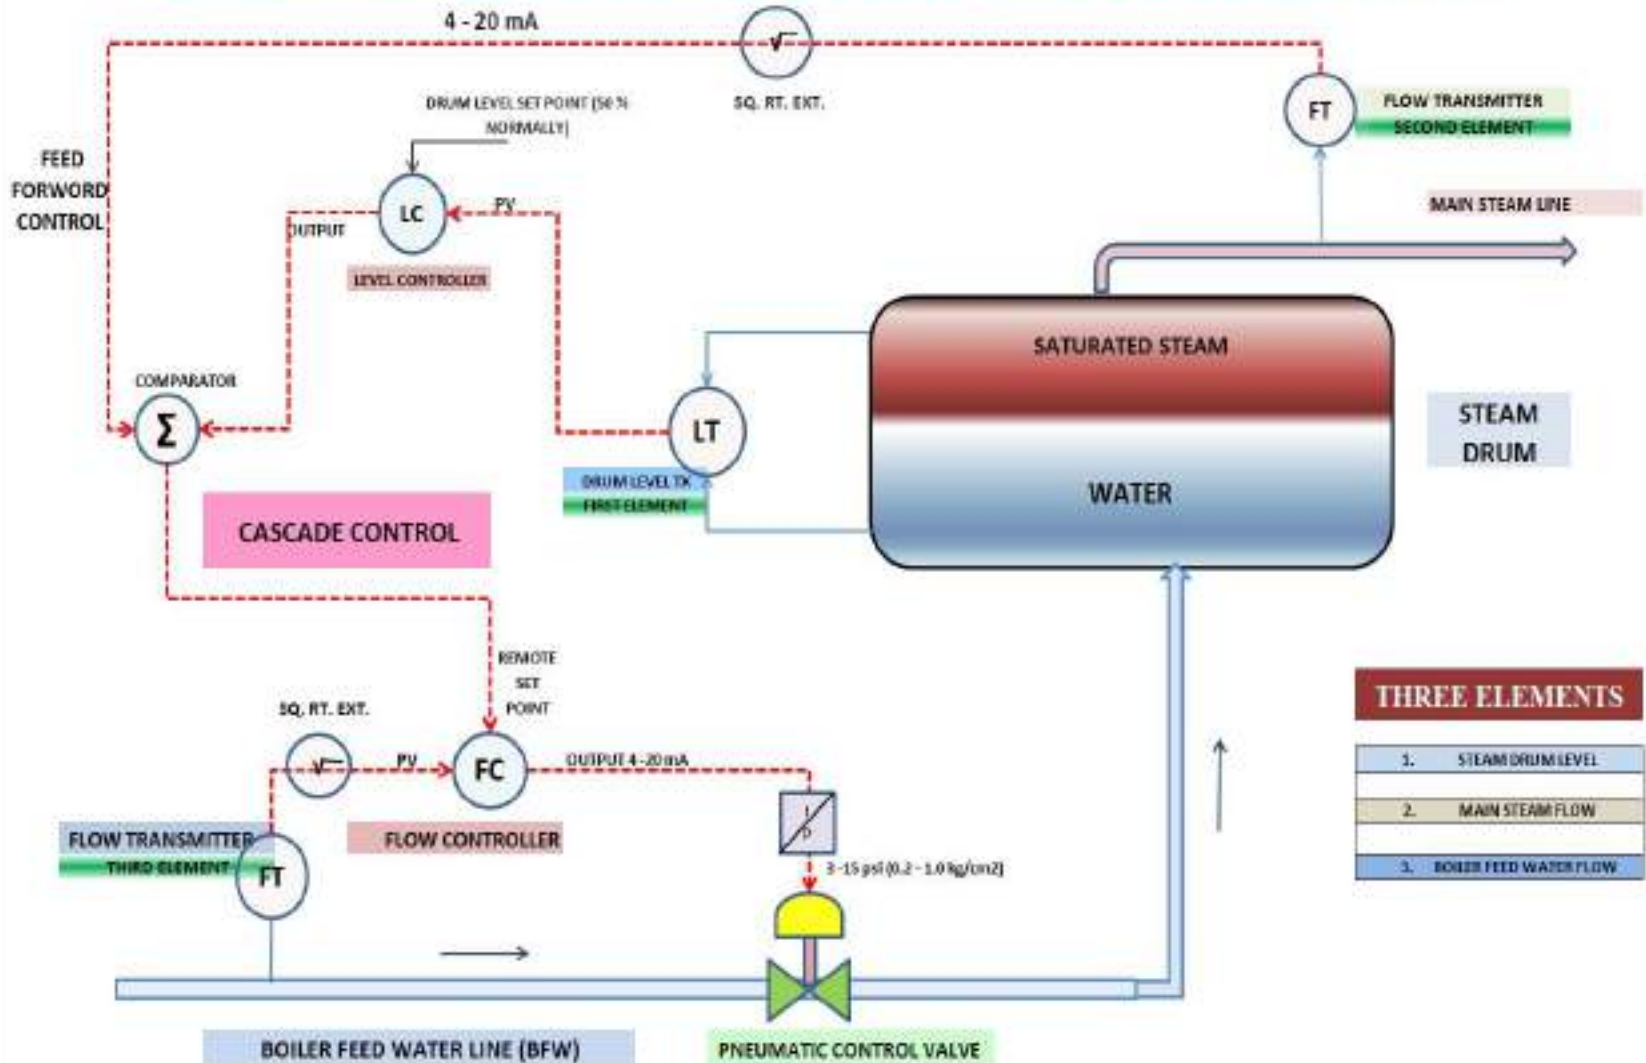 4 - 20 mA
√
SQ. RT. EXT.
FT
FLOW TRANSMITTER
SECOND ELEMENT
DRUM LEVEL SET POINT (50 %
NORMALLY)
FEED
FORWORD
CONTROL
LC
PV
OUTPUT
LEVEL CONTROLLER
MAIN STEAM LINE
SATURATED STEAM
COMPARATOR
Σ
LT
STEAM
DRUM
DRUM LEVEL TX
FIRST ELEMENT
WATER
CASCADE CONTROL
REMOTE
SET
POINT
SQ. RT. EXT.
√
PV
FC
OUTPUT 4 -20 mA
THREE ELEMENTS
1. STEAM DRUM LEVEL
2. MAIN STEAM FLOW
3. BOILER FEED WATER FLOW
FLOW TRANSMITTER
THIRD ELEMENT
FT
FLOW CONTROLLER
I
P
3 -15 psi (0.2 - 1.0 kg/cm2)
BOILER FEED WATER LINE (BFW)
PNEUMATIC CONTROL VALVE